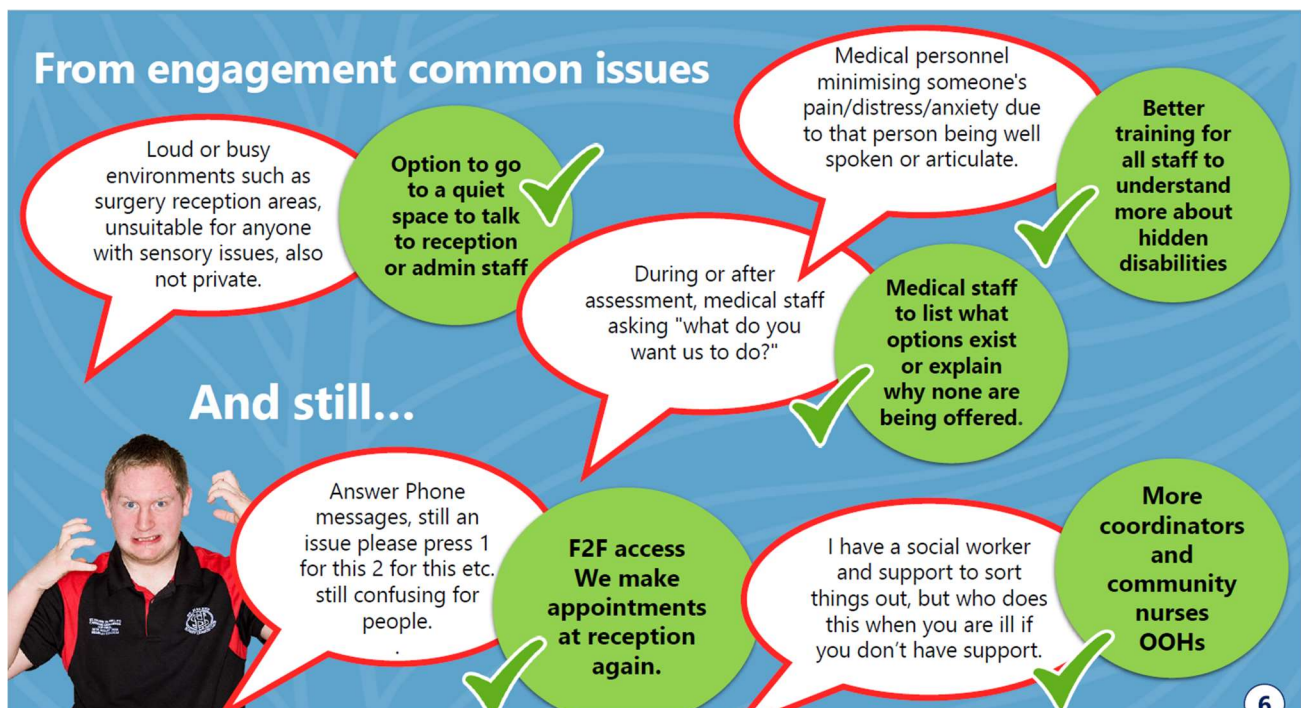 From engagement common issues
Loud or busy
environments such as
surgery reception areas,
unsuitable for anyone
with sensory issues, also
not private.
Option to go
to a quiet
space to talk
to reception
or admin staff
Medical personnel
minimising someone's
pain/distress/anxiety due
to that person being well
spoken or articulate.
Better
training for
all staff to
understand
more about
hidden
disabilities
During or after
assessment, medical staff
asking "what do you
want us to do?"
Medical staff
to list what
options exist
or explain
why none are
being offered.
And still...
Answer Phone
messages, still an
issue please press 1
for this 2 for this etc.
still confusing for
people.
.
F2F access
We make
appointments
at reception
again.
I have a social worker
and support to sort
things out, but who does
this when you are ill if
you don’t have support.
More
coordinators
and
community
nurses
OOHs
6